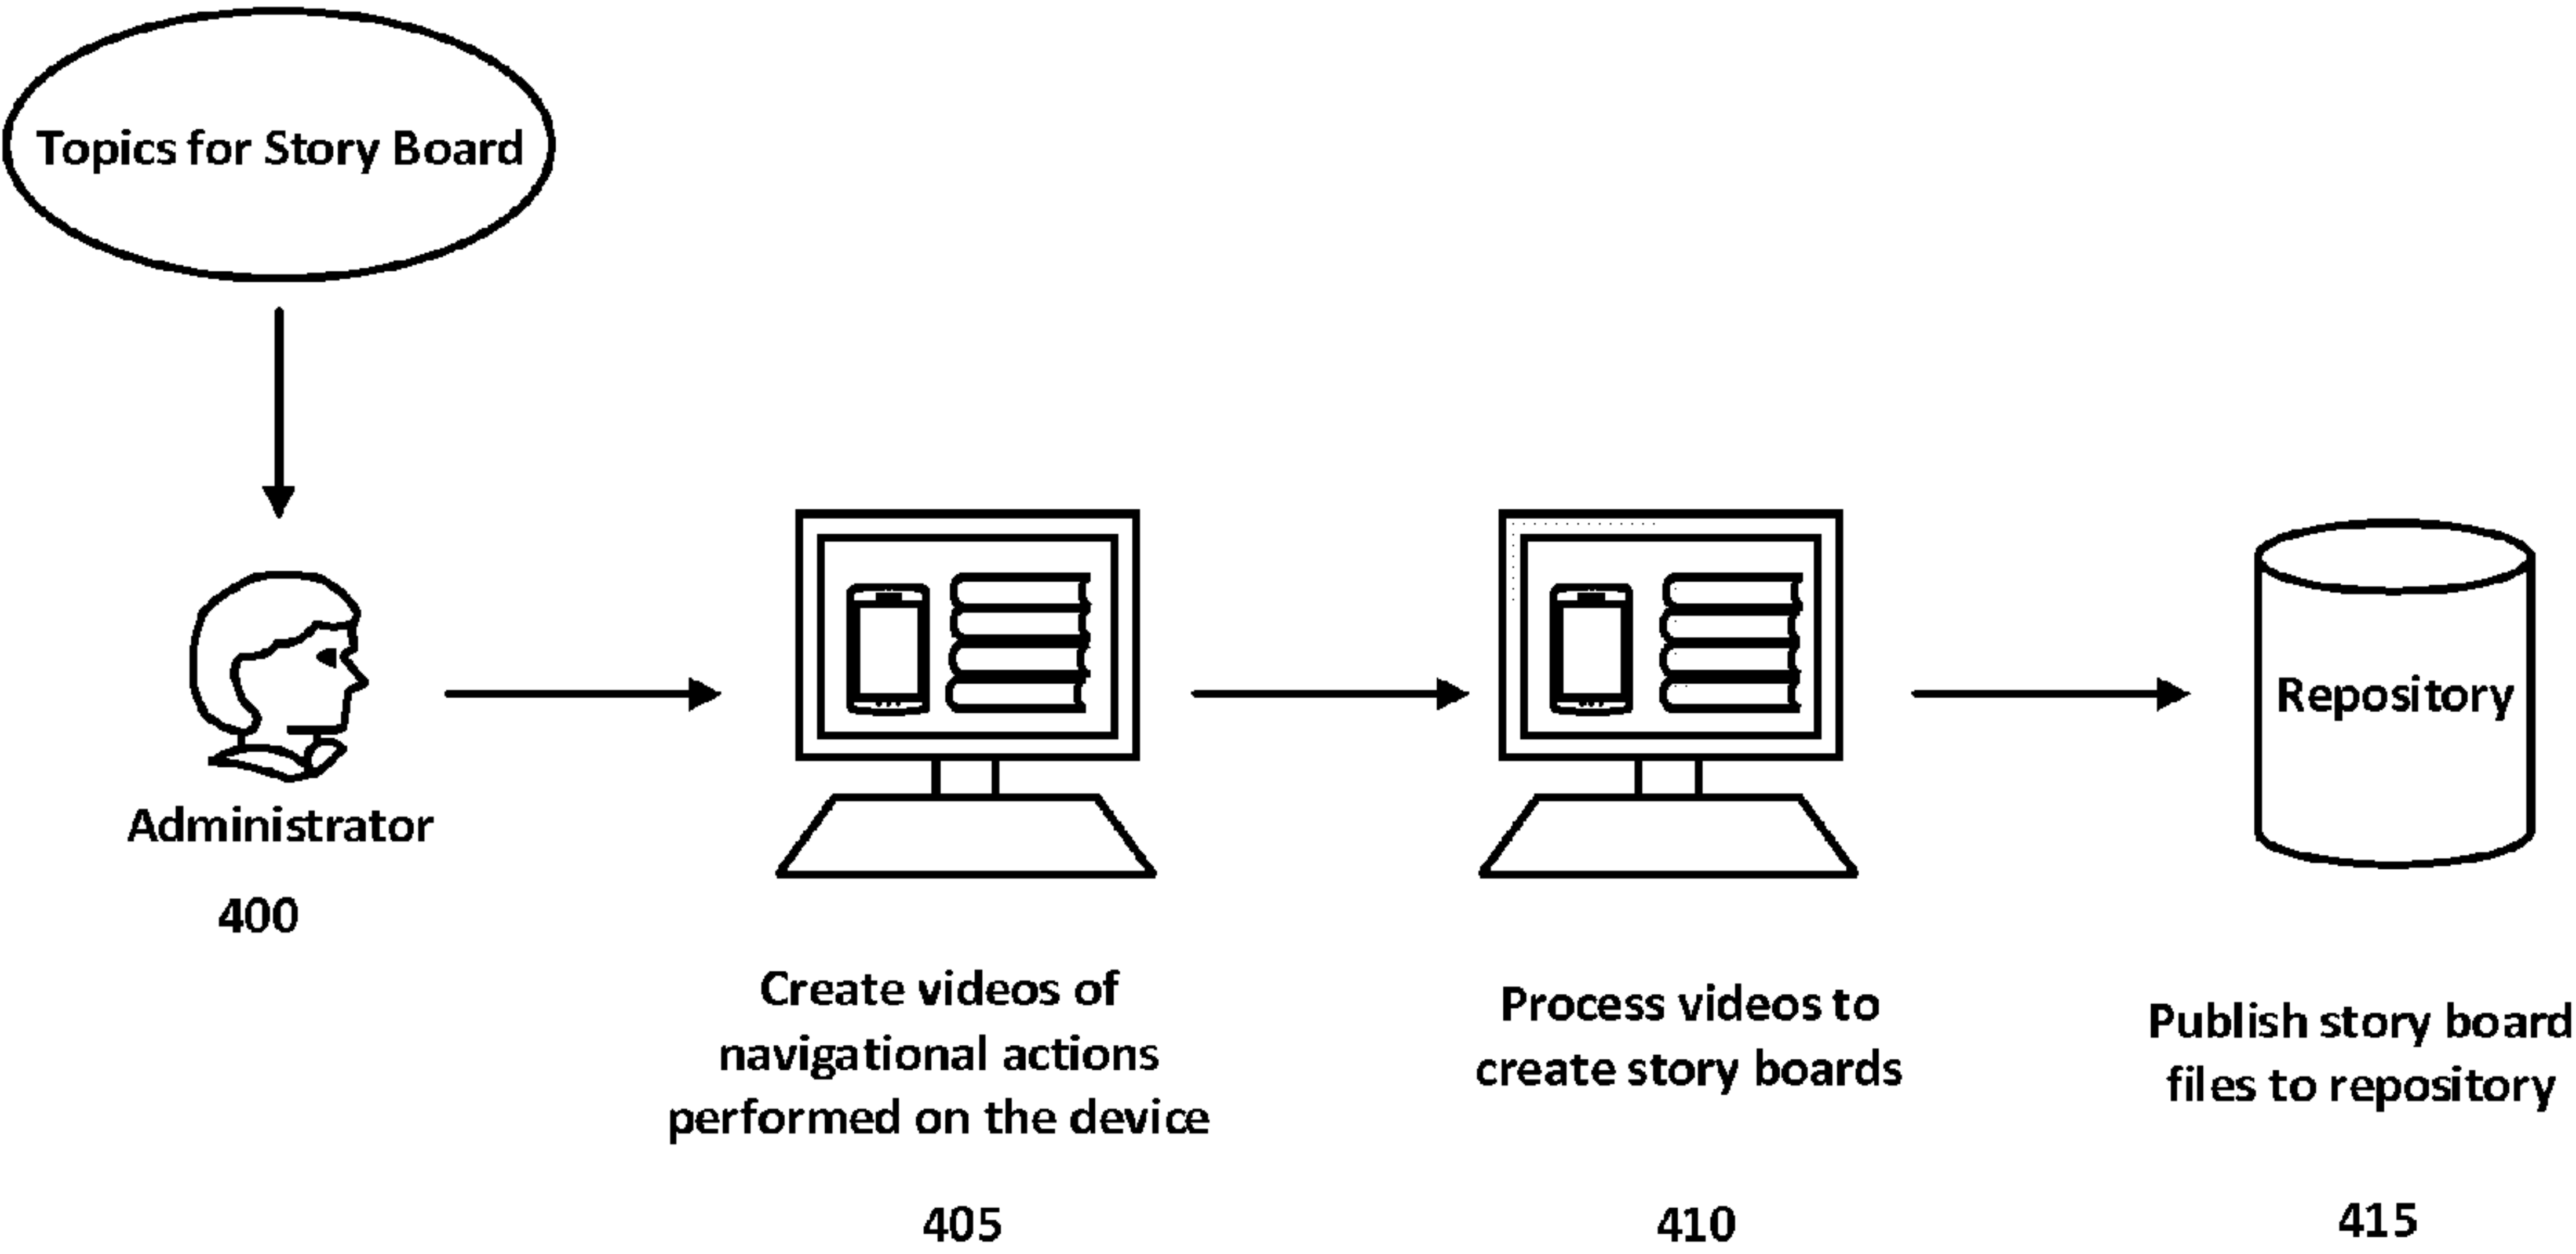 Topics for Story Board
Administrator
400
Create videos of
navigational actions
performed on the device
405
Process videos to
create story boards
410
Repository
Publish story board
files to repository
415